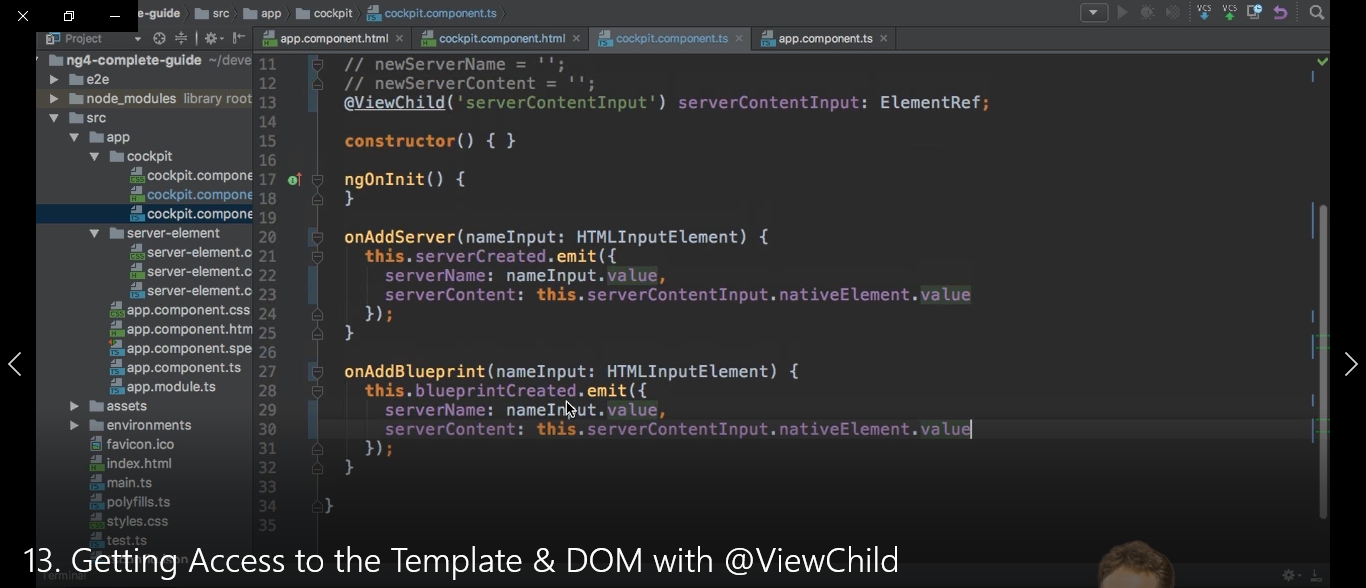 e-guide src app cockpit cockpit.component.ts
VCS VCS
Project app.component.html cockpit.component.html cockpit.component.ts app.component.ts
ng4-complete-guide ~/deve
e2e
node_modules library root
src
app
cockpit
cockpit.compone
cockpit.compone
cockpit.compone
server-element
server-element.c
server-element.c
server-element.c
app.component.css
app.component.htm
app.component.spe
app.component.ts
app.module.ts
assets
environments
favicon.ico
index.html
main.ts
polyfills.ts
styles.css
test.ts
11 // newServerName = '';
12 // newServerContent = '';
13 @ViewChild('serverContentInput') serverContentInput: ElementRef;
14
15 constructor() { }
16
17 ngOnInit() {
18 }
19
20 onAddServer(nameInput: HTMLInputElement) {
21 this.serverCreated.emit({
22 serverName: nameInput.value,
23 serverContent: this.serverContentInput.nativeElement.value
24 });
25 }
26
27 onAddBlueprint(nameInput: HTMLInputElement) {
28 this.blueprintCreated.emit({
29 serverName: nameInput.value,
30 serverContent: this.serverContentInput.nativeElement.value
31 });
32 }
33
34 }
35
13. Getting Access to the Template & DOM with @ViewChild
Terminal